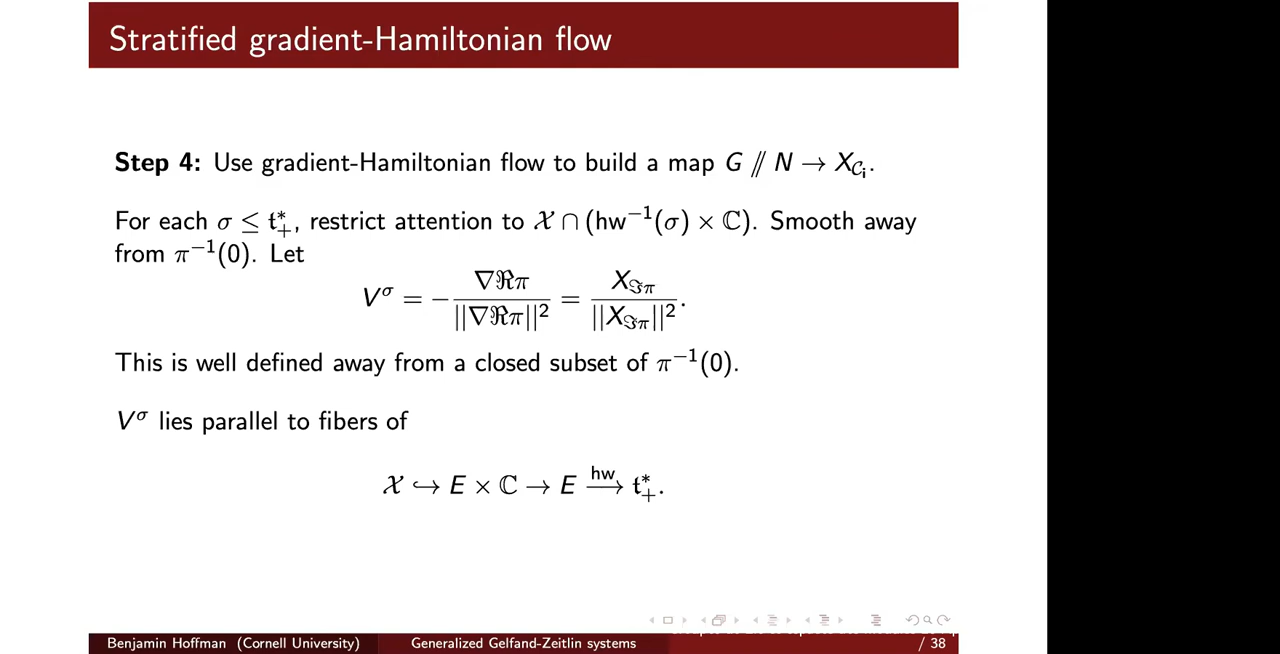 Stratified gradient-Hamiltonian flow
Step 4: Use gradient-Hamiltonian flow to build a map G ⫽ N → X_{𝒞_𝐢}.
For each σ ≤ 𝔱*₊, restrict attention to 𝒳 ∩ (hw⁻¹(σ) × ℂ). Smooth away
from π⁻¹(0). Let
V^σ = − ∇ℜπ / ||∇ℜπ||² = X_{ℑπ} / ||X_{ℑπ}||².
This is well defined away from a closed subset of π⁻¹(0).
V^σ lies parallel to fibers of
𝒳 ↪ E × ℂ → E —hw→ 𝔱*₊.
Benjamin Hoffman (Cornell University) Generalized Gelfand-Zeitlin systems / 38